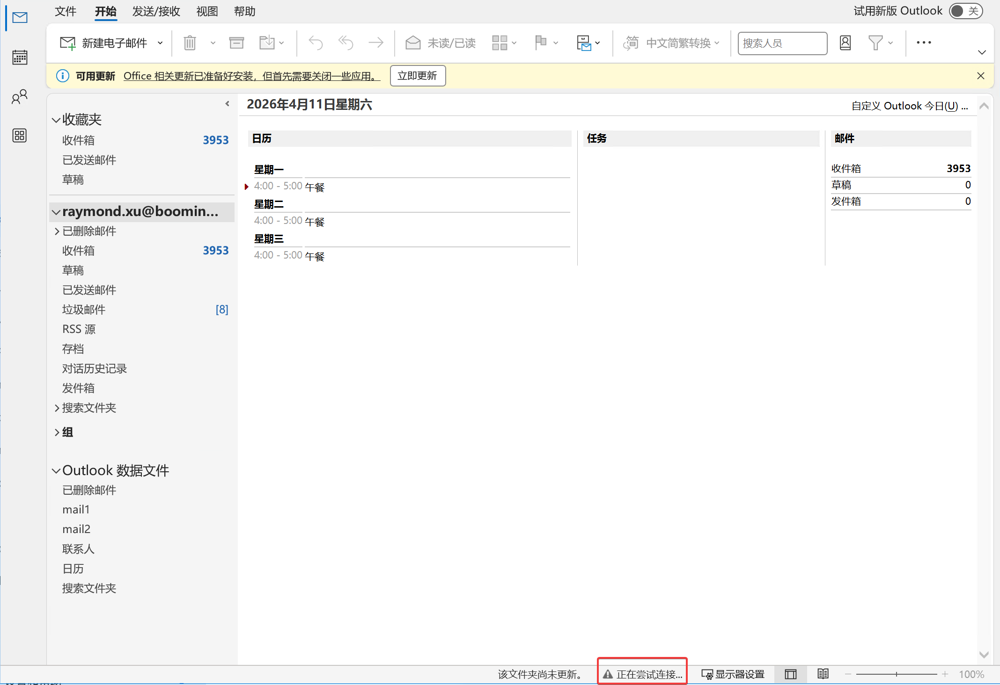 文件 开始 发送/接收 视图 帮助 试用新版 Outlook 关
新建电子邮件 未读/已读 简 中文简繁转换 搜索人员
可用更新 Office 相关更新已准备好安装，但首先需要关闭一些应用。 立即更新
2026年4月11日星期六 自定义 Outlook 今日(U) ...
收藏夹
收件箱 3953
已发送邮件
草稿
raymond.xu@boomin...
已删除邮件
收件箱 3953
草稿
已发送邮件
垃圾邮件 [8]
RSS 源
存档
对话历史记录
发件箱
搜索文件夹
组
Outlook 数据文件
已删除邮件
mail1
mail2
联系人
日历
搜索文件夹
日历
星期一
4:00 - 5:00 午餐
星期二
4:00 - 5:00 午餐
星期三
4:00 - 5:00 午餐
任务
邮件
收件箱 3953
草稿 0
发件箱 0
该文件夹尚未更新。 正在尝试连接... 显示器设置 100%